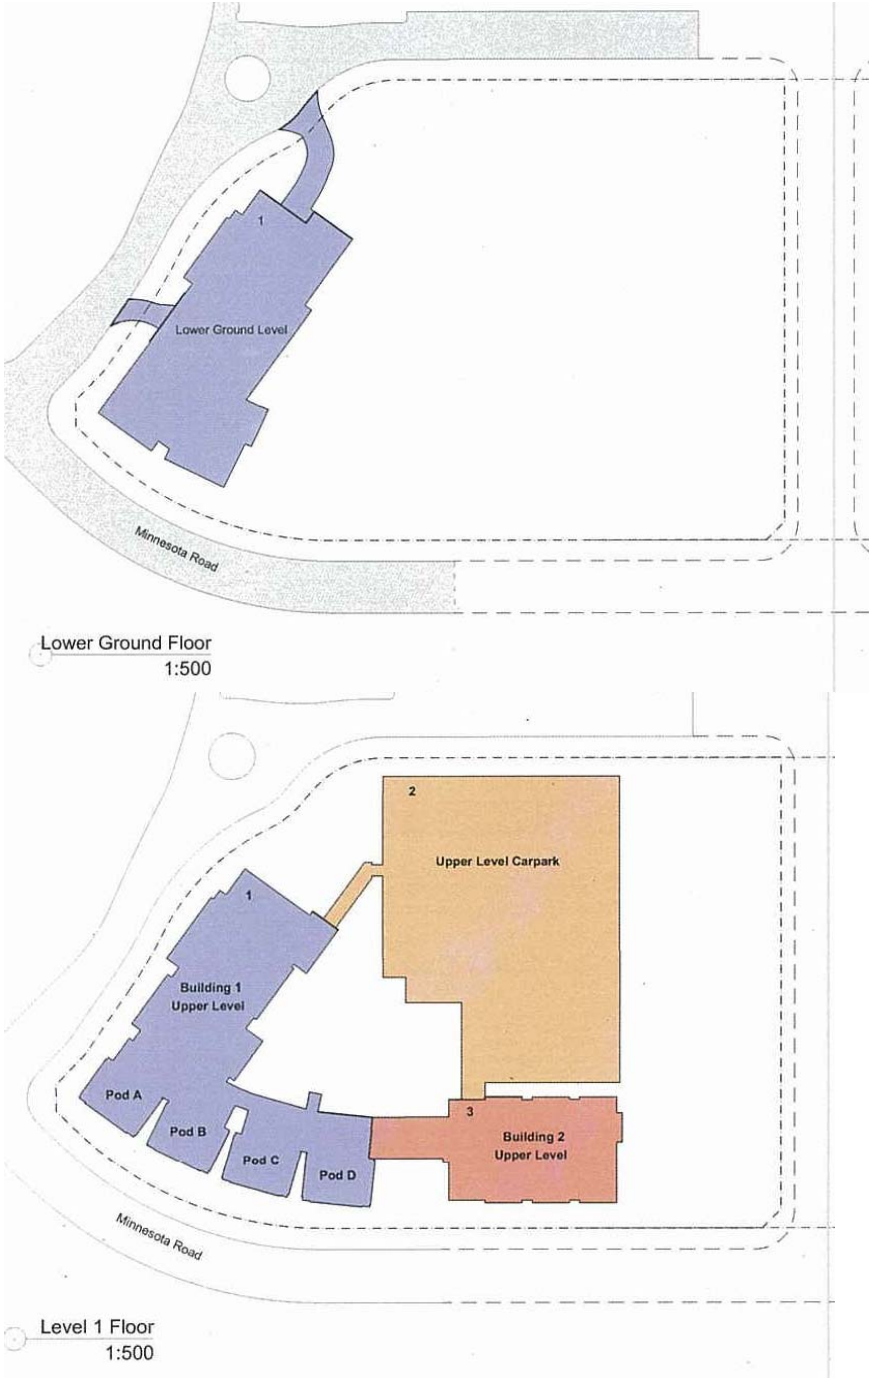 1
Lower Ground Level
Minnesota Road
Lower Ground Floor
1:500
2
Upper Level Carpark
1
Building 1
Upper Level
Pod A
Pod B
Pod C
Pod D
3
Building 2
Upper Level
Minnesota Road
Level 1 Floor
1:500